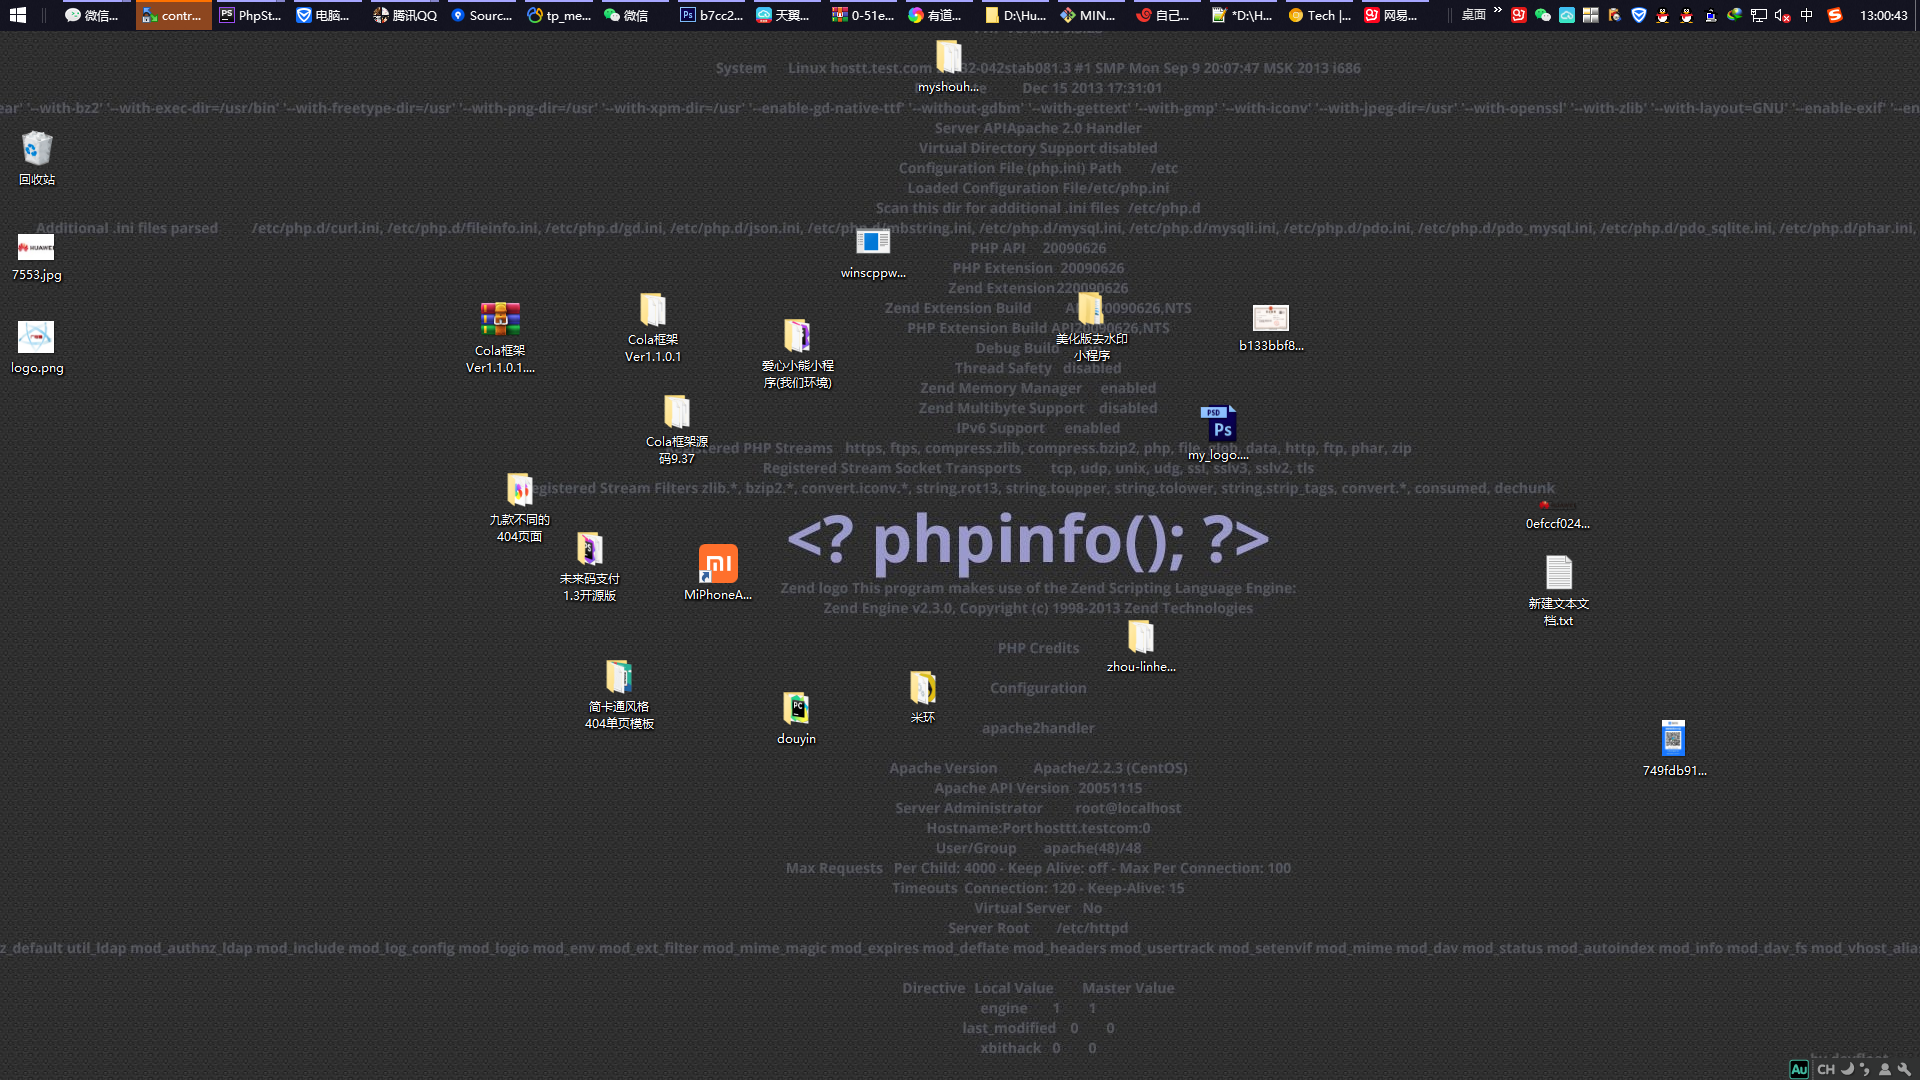 微信...
contr...
PhpSt...
电脑...
腾讯QQ
Sourc...
tp_me...
微信
b7cc2...
天翼...
0-51e...
有道...
D:\Hu...
MIN...
自己...
*D:\H...
Tech |...
网易...
桌面
中
13:00:43
System Linux hostt.test.com
32-042stab081.3 #1 SMP Mon Sep 9 20:07:47 MSK 2013 i686
myshouh...
Dec 15 2013 17:31:01
ear' '--with-bz2' '--with-exec-dir=/usr/bin' '--with-freetype-dir=/usr' '--with-png-dir=/usr' '--with-xpm-dir=/usr' '--enable-gd-native-ttf' '--without-gdbm' '--with-gettext' '--with-gmp' '--with-iconv' '--with-jpeg-dir=/usr' '--with-openssl' '--with-zlib' '--with-layout=GNU' '--enable-exif' '--en
Server APIApache 2.0 Handler
Virtual Directory Support disabled
Configuration File (php.ini) Path /etc
Loaded Configuration File/etc/php.ini
Scan this dir for additional .ini files /etc/php.d
Additional .ini files parsed /etc/php.d/curl.ini, /etc/php.d/fileinfo.ini, /etc/php.d/gd.ini, /etc/php.d/json.ini, /etc/php.d/mbstring.ini, /etc/php.d/mysql.ini, /etc/php.d/mysqli.ini, /etc/php.d/pdo.ini, /etc/php.d/pdo_mysql.ini, /etc/php.d/pdo_sqlite.ini, /etc/php.d/phar.ini,
PHP API 20090626
PHP Extension 20090626
Zend Extension 220090626
Zend Extension Build API220090626,NTS
PHP Extension Build API20090626,NTS
Debug Build
Thread Safety disabled
Zend Memory Manager enabled
Zend Multibyte Support disabled
IPv6 Support enabled
Registered PHP Streams https, ftps, compress.zlib, compress.bzip2, php, file, glob, data, http, ftp, phar, zip
Registered Stream Socket Transports tcp, udp, unix, udg, ssl, sslv3, sslv2, tls
Registered Stream Filters zlib.*, bzip2.*, convert.iconv.*, string.rot13, string.toupper, string.tolower, string.strip_tags, convert.*, consumed, dechunk
<? phpinfo(); ?>
Zend logo This program makes use of the Zend Scripting Language Engine:
Zend Engine v2.3.0, Copyright (c) 1998-2013 Zend Technologies
PHP Credits
Configuration
apache2handler
Apache Version Apache/2.2.3 (CentOS)
Apache API Version 20051115
Server Administrator root@localhost
Hostname:Port hosttt.testcom:0
User/Group apache(48)/48
Max Requests Per Child: 4000 - Keep Alive: off - Max Per Connection: 100
Timeouts Connection: 120 - Keep-Alive: 15
Virtual Server No
Server Root /etc/httpd
z_default util_ldap mod_authnz_ldap mod_include mod_log_config mod_logio mod_env mod_ext_filter mod_mime_magic mod_expires mod_deflate mod_headers mod_usertrack mod_setenvif mod_mime mod_dav mod_status mod_autoindex mod_info mod_dav_fs mod_vhost_alias
Directive Local Value Master Value
engine 1 1
last_modified 0 0
xbithack 0 0
回收站
HUAWEI
7553.jpg
logo.png
Cola框架
Ver1.1.0.1....
Cola框架
Ver1.1.0.1
爱心小熊小程
序(我们环境)
winscppw...
美化版去水印
小程序
b133bbf8...
Cola框架源
码9.37
PSD
Ps
my_logo....
九款不同的
404页面
未来码支付
1.3开源版
MiPhoneA...
0efccf024...
新建文本文
档.txt
zhou-linhe...
简卡通风格
404单页模板
PC
douyin
米环
749fdb91...
Au
CH